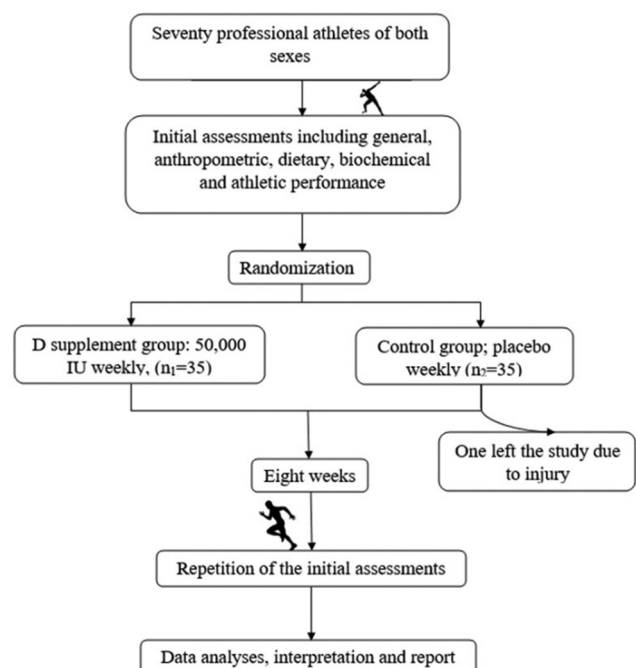 Seventy professional athletes of both
sexes
Initial assessments including general,
anthropometric, dietary, biochemical
and athletic performance
Randomization
D supplement group: 50,000
IU weekly, (n₁=35)
Control group; placebo
weekly (n₂=35)
One left the study due
to injury
Eight weeks
Repetition of the initial assessments
Data analyses, interpretation and report